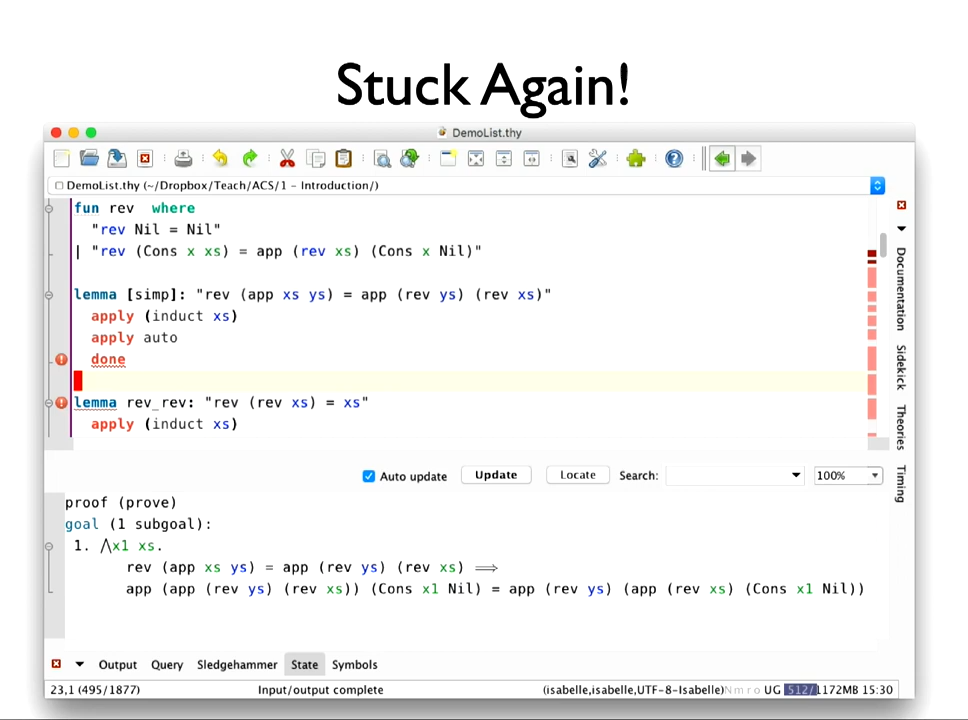 Stuck Again!
DemoList.thy
DemoList.thy (~/Dropbox/Teach/ACS/1 – Introduction/)
fun rev where
"rev Nil = Nil"
| "rev (Cons x xs) = app (rev xs) (Cons x Nil)"
lemma [simp]: "rev (app xs ys) = app (rev ys) (rev xs)"
apply (induct xs)
apply auto
done
lemma rev_rev: "rev (rev xs) = xs"
apply (induct xs)
Documentation
Sidekick
Theories
Timing
Auto update Update Locate Search: 100%
proof (prove)
goal (1 subgoal):
1. ⋀x1 xs.
rev (app xs ys) = app (rev ys) (rev xs) ⟹
app (app (rev ys) (rev xs)) (Cons x1 Nil) = app (rev ys) (app (rev xs) (Cons x1 Nil))
Output Query Sledgehammer State Symbols
23,1 (495/1877) Input/output complete (isabelle,isabelle,UTF-8-Isabelle)Nmro UG 512/1172MB 15:30